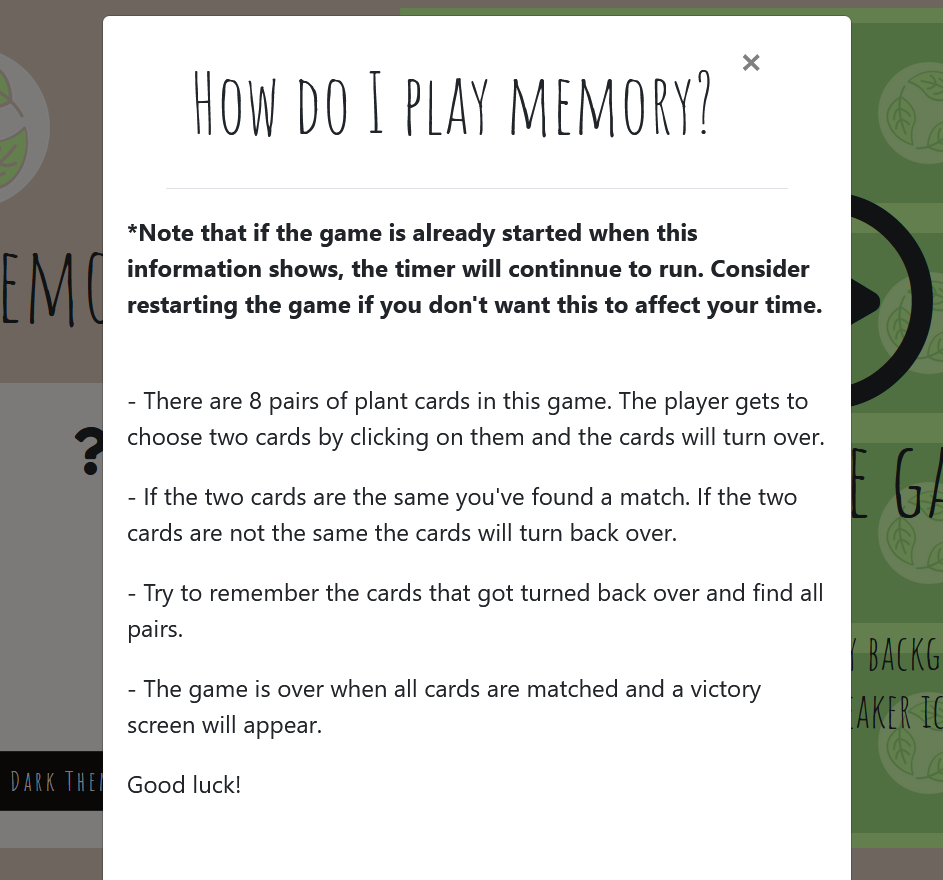 How do I play memory?
×
*Note that if the game is already started when this
information shows, the timer will continnue to run. Consider
restarting the game if you don't want this to affect your time.
- There are 8 pairs of plant cards in this game. The player gets to
choose two cards by clicking on them and the cards will turn over.
- If the two cards are the same you've found a match. If the two
cards are not the same the cards will turn back over.
- Try to remember the cards that got turned back over and find all
pairs.
- The game is over when all cards are matched and a victory
screen will appear.
Good luck!
?
Dark